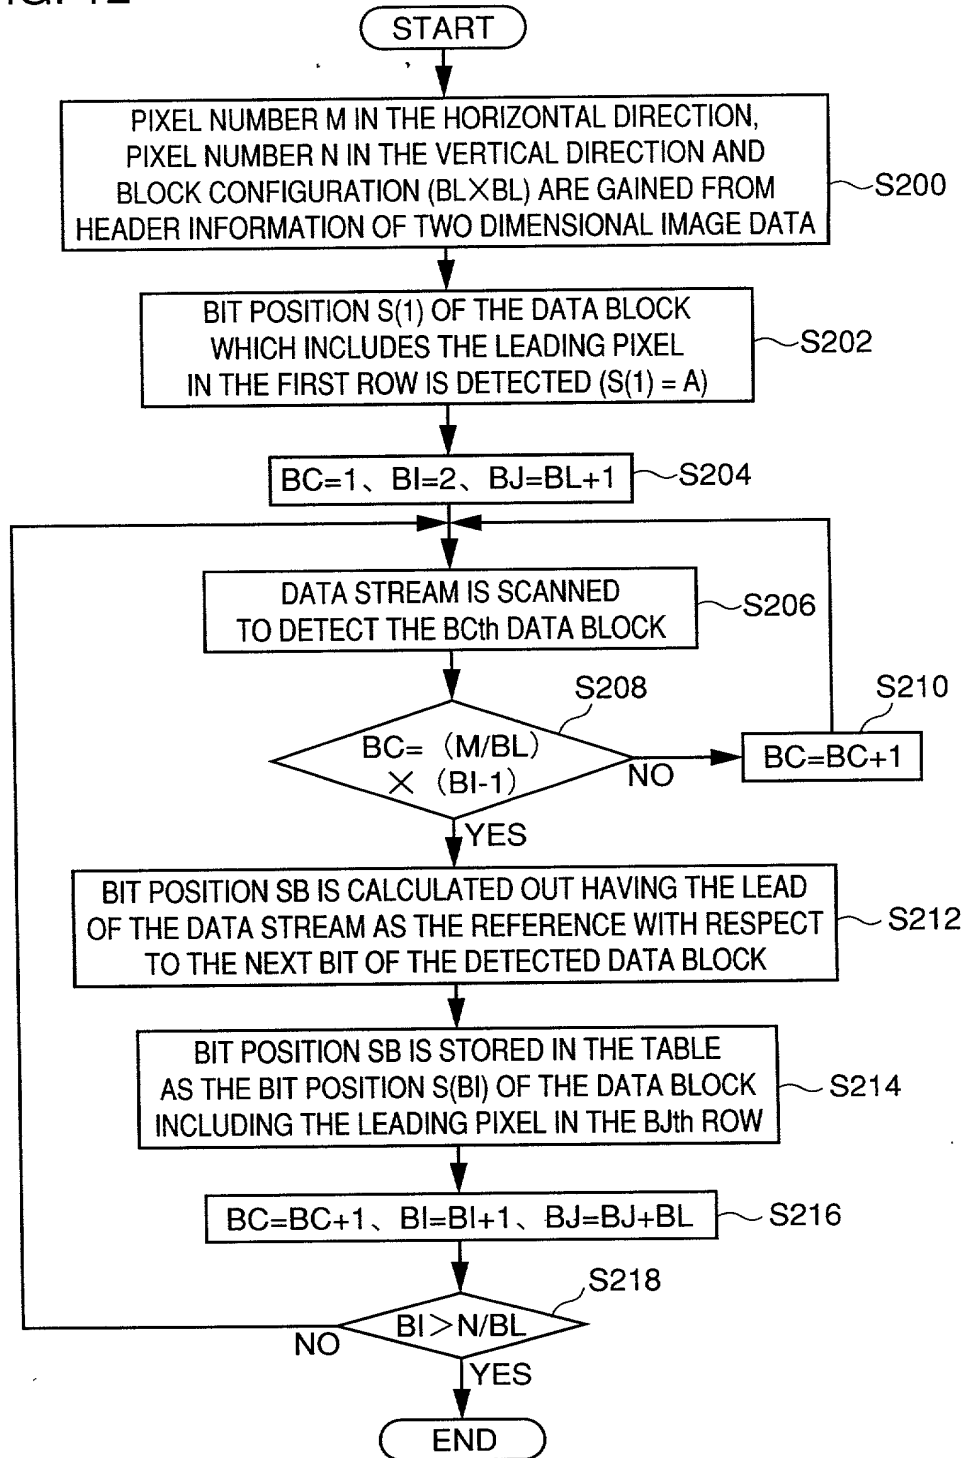 START
PIXEL NUMBER M IN THE HORIZONTAL DIRECTION,
PIXEL NUMBER N IN THE VERTICAL DIRECTION AND
BLOCK CONFIGURATION (BL×BL) ARE GAINED FROM
HEADER INFORMATION OF TWO DIMENSIONAL IMAGE DATA
S200
BIT POSITION S(1) OF THE DATA BLOCK
WHICH INCLUDES THE LEADING PIXEL
IN THE FIRST ROW IS DETECTED (S(1) = A)
S202
BC=1、BI=2、BJ=BL+1
S204
DATA STREAM IS SCANNED
TO DETECT THE BCth DATA BLOCK
S206
S208
BC= (M/BL)
× (BI-1)
NO
S210
BC=BC+1
YES
BIT POSITION SB IS CALCULATED OUT HAVING THE LEAD
OF THE DATA STREAM AS THE REFERENCE WITH RESPECT
TO THE NEXT BIT OF THE DETECTED DATA BLOCK
S212
BIT POSITION SB IS STORED IN THE TABLE
AS THE BIT POSITION S(BI) OF THE DATA BLOCK
INCLUDING THE LEADING PIXEL IN THE BJth ROW
S214
BC=BC+1、BI=BI+1、BJ=BJ+BL
S216
S218
BI>N/BL
NO
YES
END